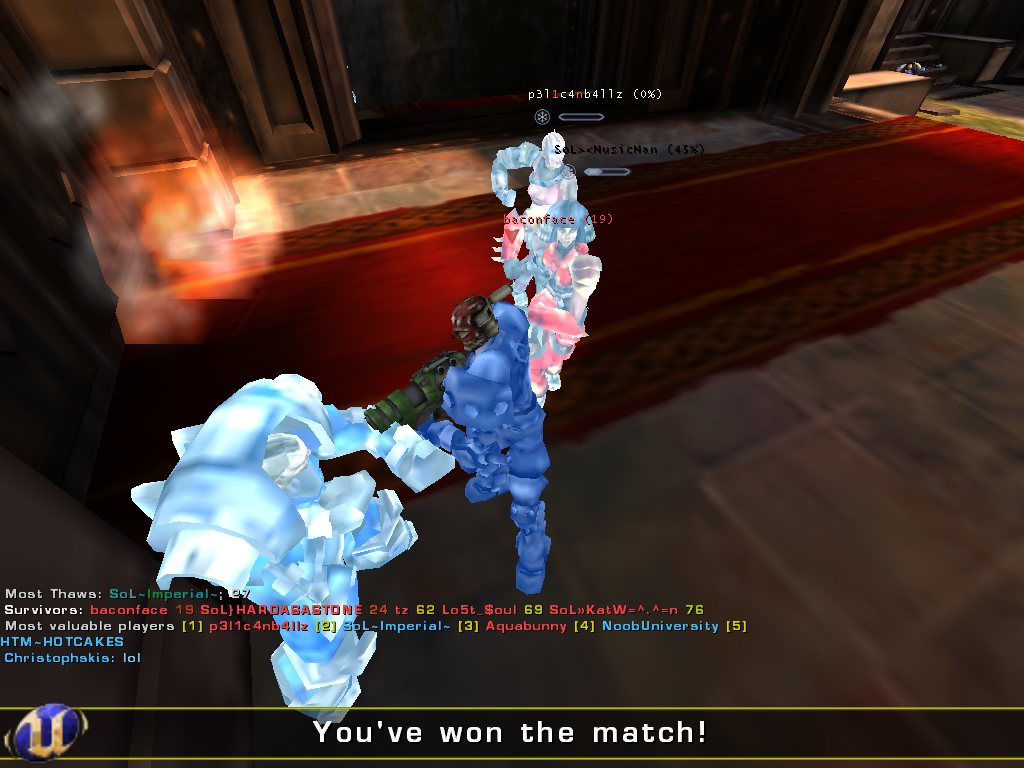 p3l1c4nb4llz (0%)
SoL><MusicMan (45%)
baconface (19)
Most Thaws: SoL~Imperial~; 37
Survivors: baconface 19 SoL}HARDASASTONE 24 tz 62 Lo5t_$oul 69 SoL»KatW=^.^=n 76
Most valuable players [1] p3l1c4nb4llz [2] SoL~Imperial~ [3] Aquabunny [4] NoobUniversity [5]
HTM~HOTCAKES
Christophskis: lol
You've won the match!